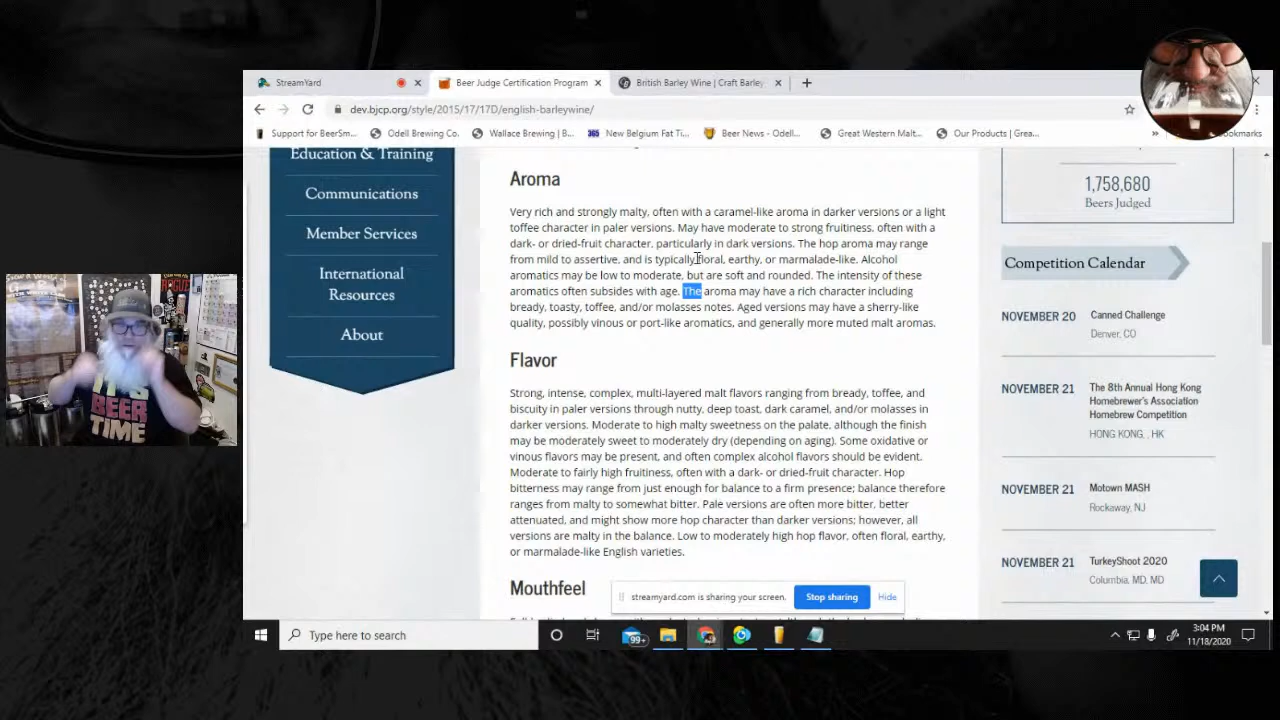 StreamYard
Beer Judge Certification Program
British Barley Wine | Craft Barley
dev.bjcp.org/style/2015/17/17D/english-barleywine/
Support for BeerSm...
Odell Brewing Co.
Wallace Brewing | B...
365
New Belgium Fat Ti...
Beer News - Odell...
Great Western Malt...
Our Products | Grea...
»
Education & Training
Communications
Member Services
International
Resources
About
Aroma
Very rich and strongly malty, often with a caramel-like aroma in darker versions or a light
toffee character in paler versions. May have moderate to strong fruitiness, often with a
dark- or dried-fruit character, particularly in dark versions. The hop aroma may range
from mild to assertive, and is typically floral, earthy, or marmalade-like. Alcohol
aromatics may be low to moderate, but are soft and rounded. The intensity of these
aromatics often subsides with age. The aroma may have a rich character including
bready, toasty, toffee, and/or molasses notes. Aged versions may have a sherry-like
quality, possibly vinous or port-like aromatics, and generally more muted malt aromas.
Flavor
Strong, intense, complex, multi-layered malt flavors ranging from bready, toffee, and
biscuity in paler versions through nutty, deep toast, dark caramel, and/or molasses in
darker versions. Moderate to high malty sweetness on the palate, although the finish
may be moderately sweet to moderately dry (depending on aging). Some oxidative or
vinous flavors may be present, and often complex alcohol flavors should be evident.
Moderate to fairly high fruitiness, often with a dark- or dried-fruit character. Hop
bitterness may range from just enough for balance to a firm presence; balance therefore
ranges from malty to somewhat bitter. Pale versions are often more bitter, better
attenuated, and might show more hop character than darker versions; however, all
versions are malty in the balance. Low to moderately high hop flavor, often floral, earthy,
or marmalade-like English varieties.
Mouthfeel
1,758,680
Beers Judged
Competition Calendar
NOVEMBER 20
Canned Challenge
Denver, CO
NOVEMBER 21
The 8th Annual Hong Kong
Homebrewer's Association
Homebrew Competition
HONG KONG, , HK
NOVEMBER 21
Motown MASH
Rockaway, NJ
NOVEMBER 21
TurkeyShoot 2020
Columbia, MD, MD
streamyard.com is sharing your screen.
Stop sharing
Hide
IT'S
BEER
TIME
Type here to search
99+
3:04 PM
11/18/2020